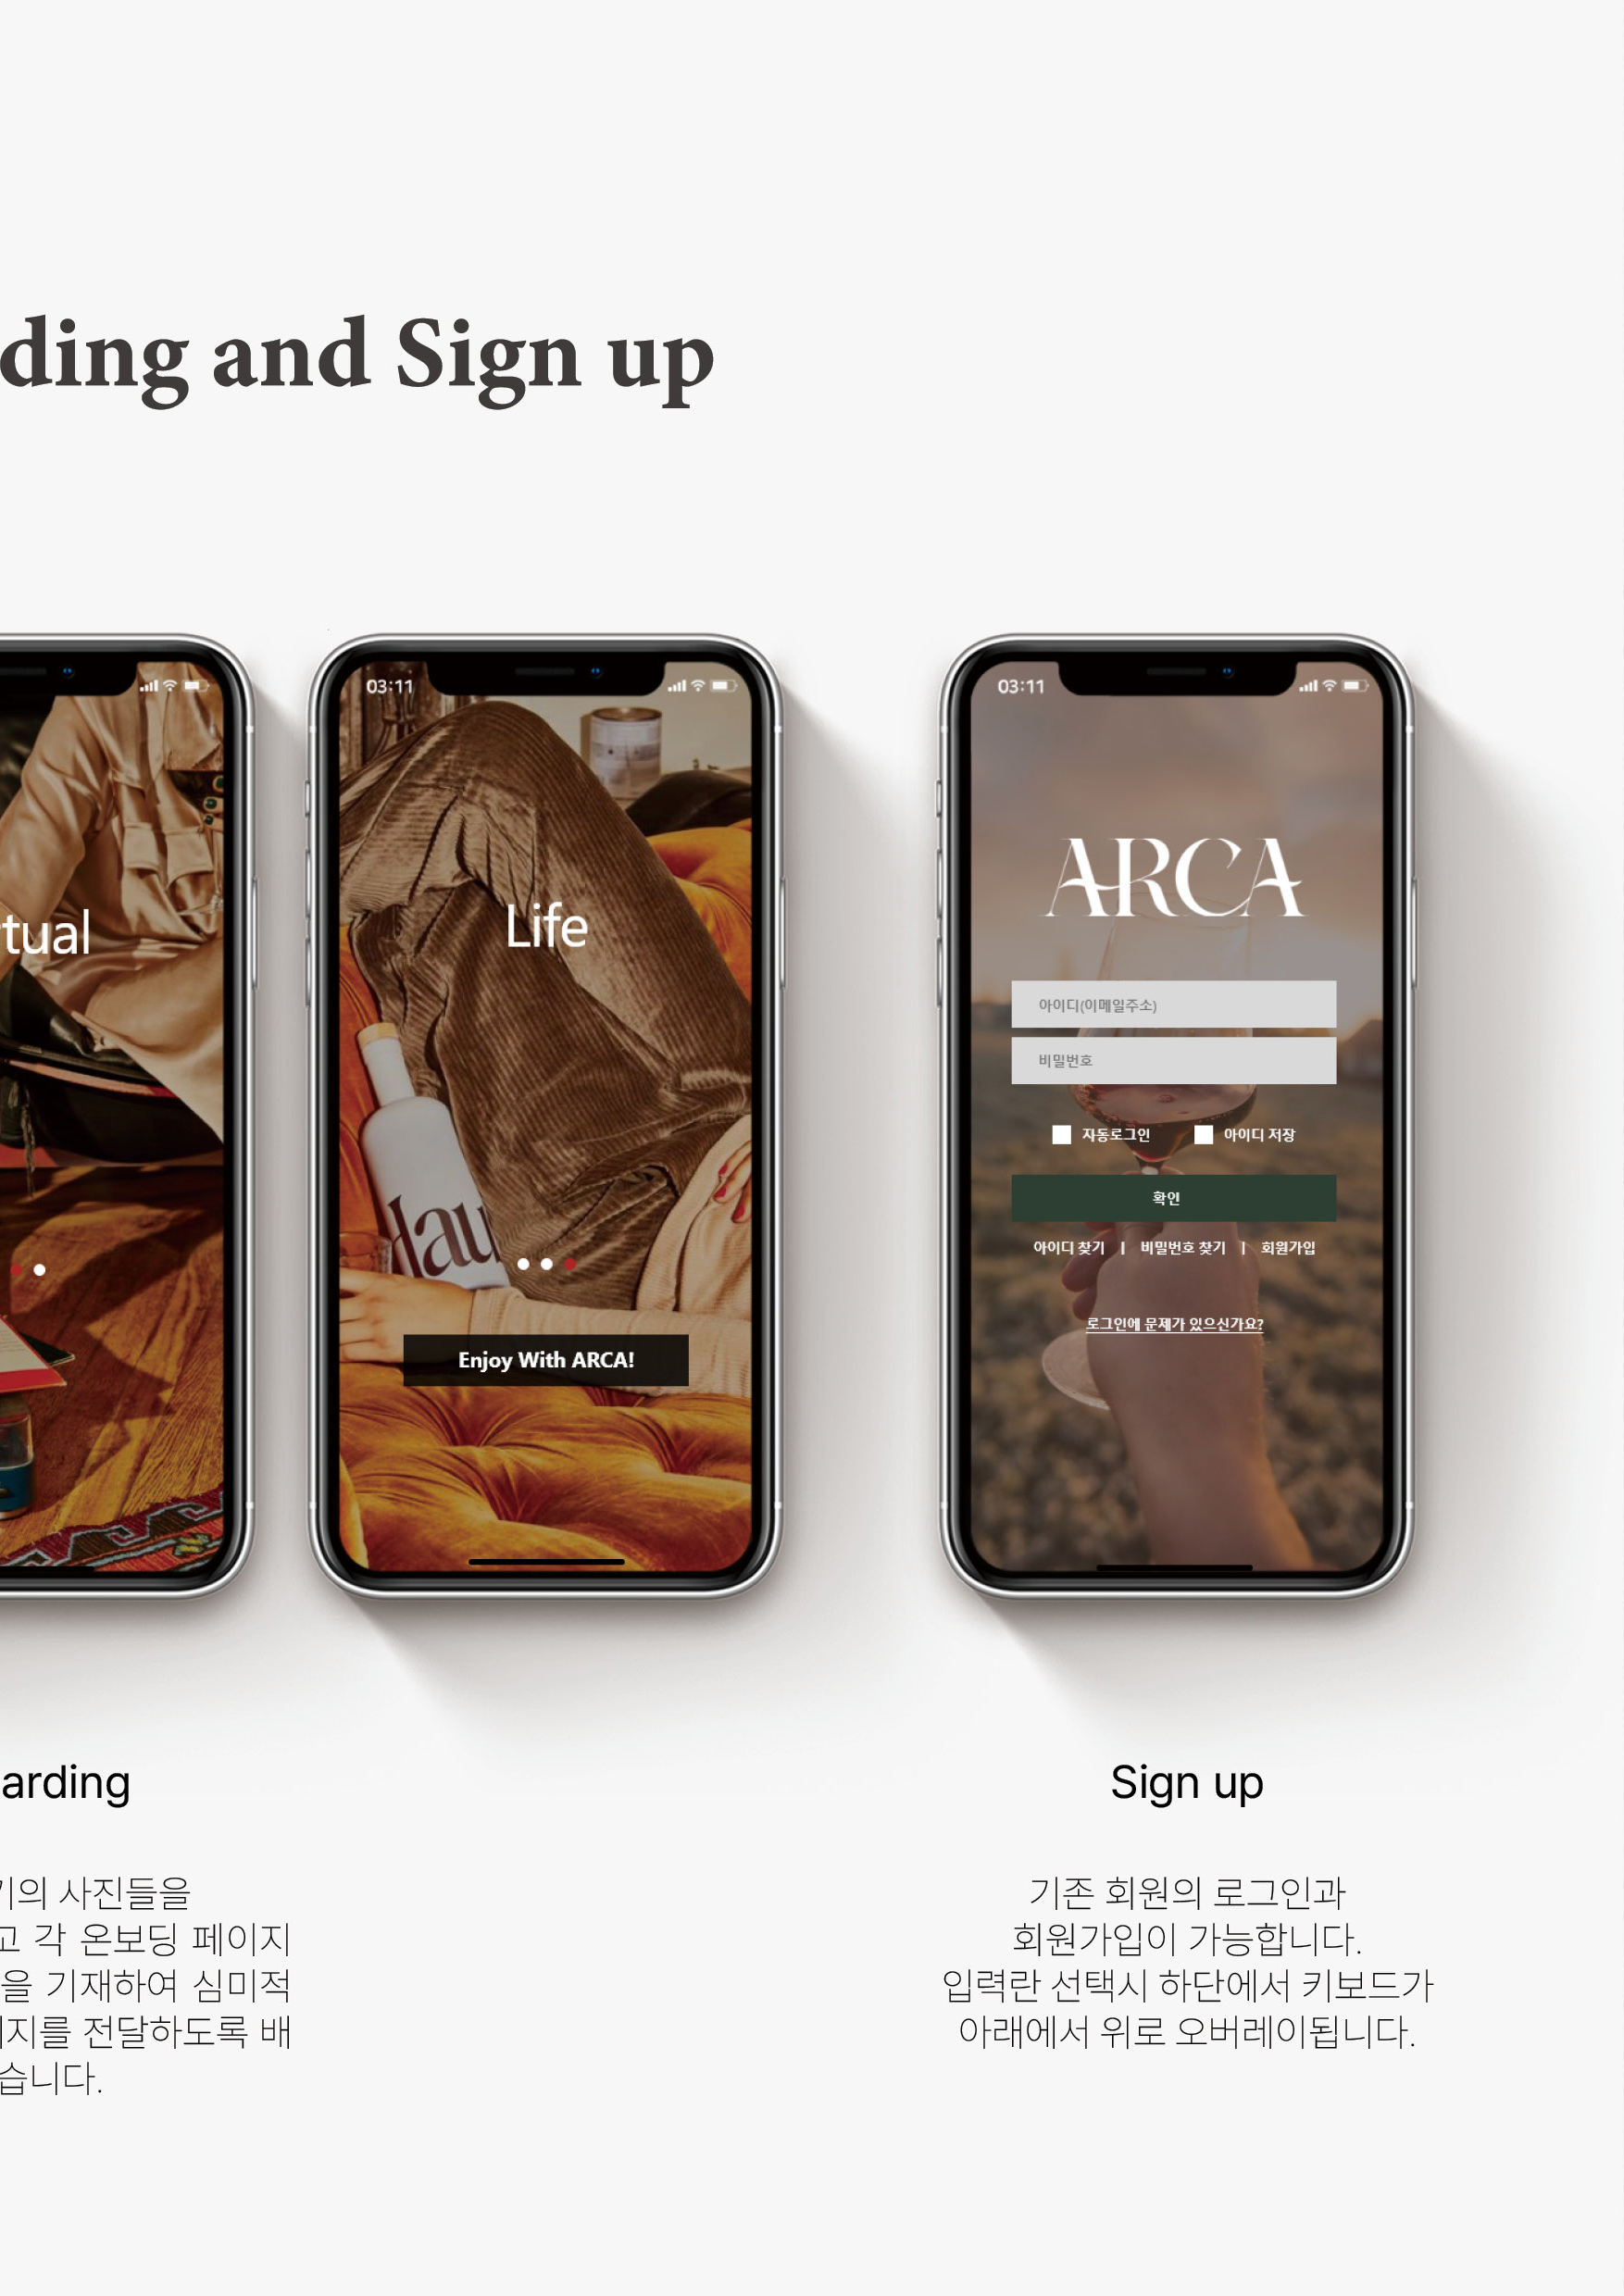 ding and Sign up
03:11
03:11
tual
Life
ARCA
아이디(이메일주소)
비밀번호
자동로그인 아이디 저장
확인
아이디 찾기 | 비밀번호 찾기 | 회원가입
로그인에 문제가 있으신가요?
Hau
Enjoy With ARCA!
arding
Sign up
기의 사진들을
고 각 온보딩 페이지
을 기재하여 심미적
지를 전달하도록 배
습니다.
기존 회원의 로그인과
회원가입이 가능합니다.
입력란 선택시 하단에서 키보드가
아래에서 위로 오버레이됩니다.